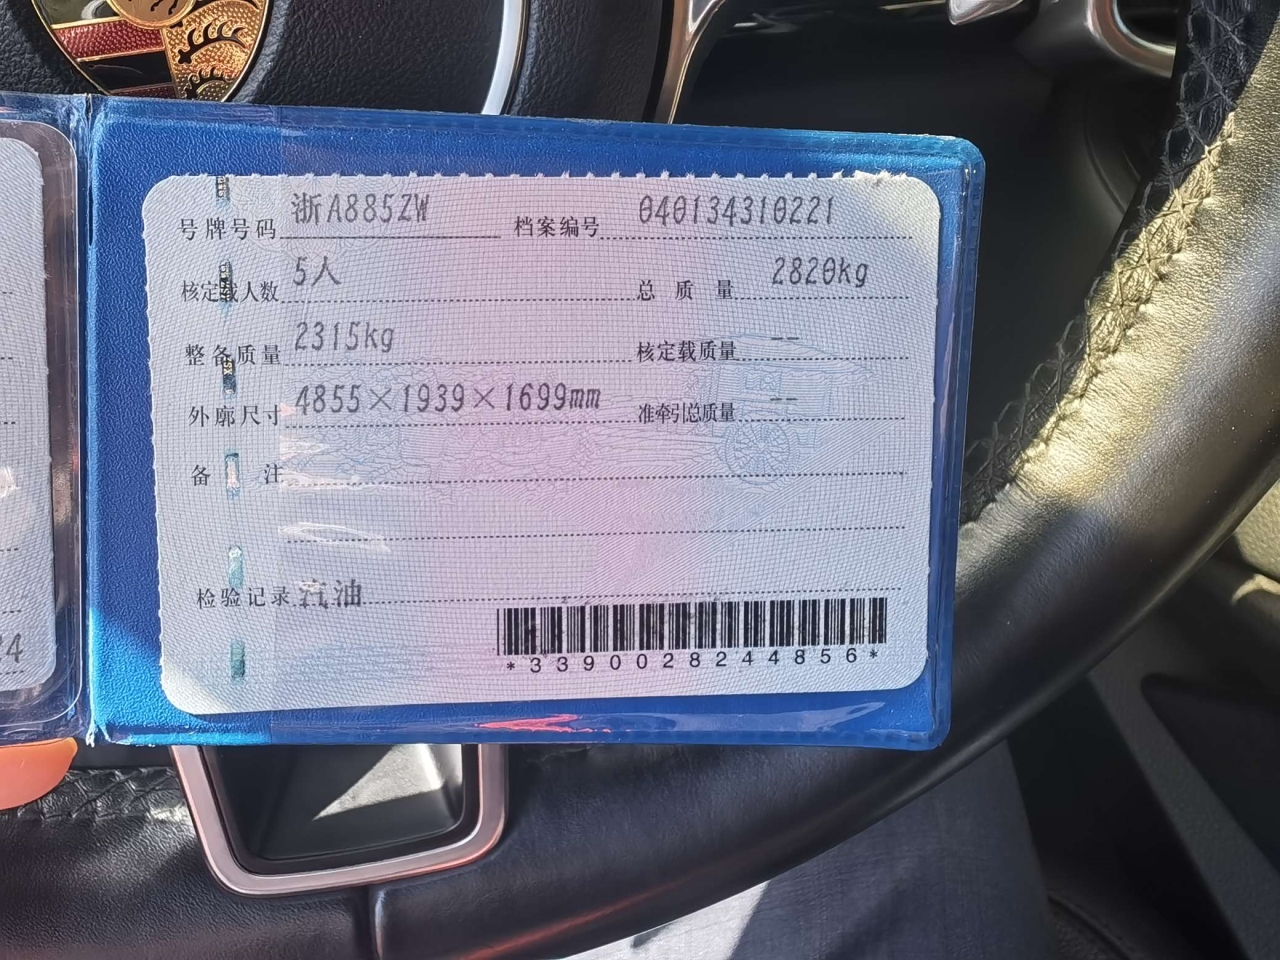 号牌号码 浙A885ZW 档案编号 040134310221
核定载人数 5人 总质量 2820kg
整备质量 2315kg 核定载质量 --
外廓尺寸 4855×1939×1699mm 准牵引总质量 --
备注
检验记录 汽油
*3390028244856*
24